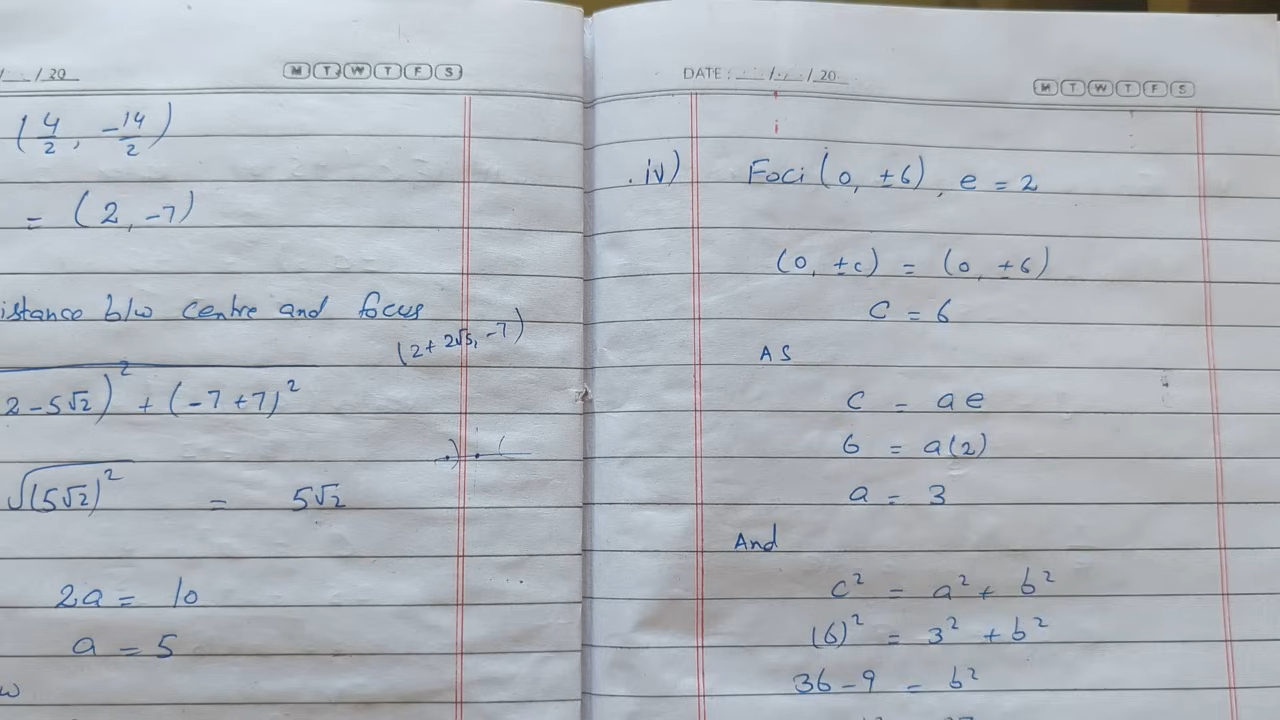 / /20
M T W T F S
(4/2, -14/2)
= (2, -7)
istance b/w centre and focus
(2+2√5, -7)
2-5√2)² + (-7+7)²
√(5√2)² = 5√2
2a = 10
a = 5
w
DATE: / /20
M T W T F S
iv) Foci (0, ±6), e = 2
(0, ±c) = (0, ±6)
c = 6
AS
c = ae
6 = a(2)
a = 3
And
c² = a² + b²
(6)² = 3² + b²
36-9 = b²